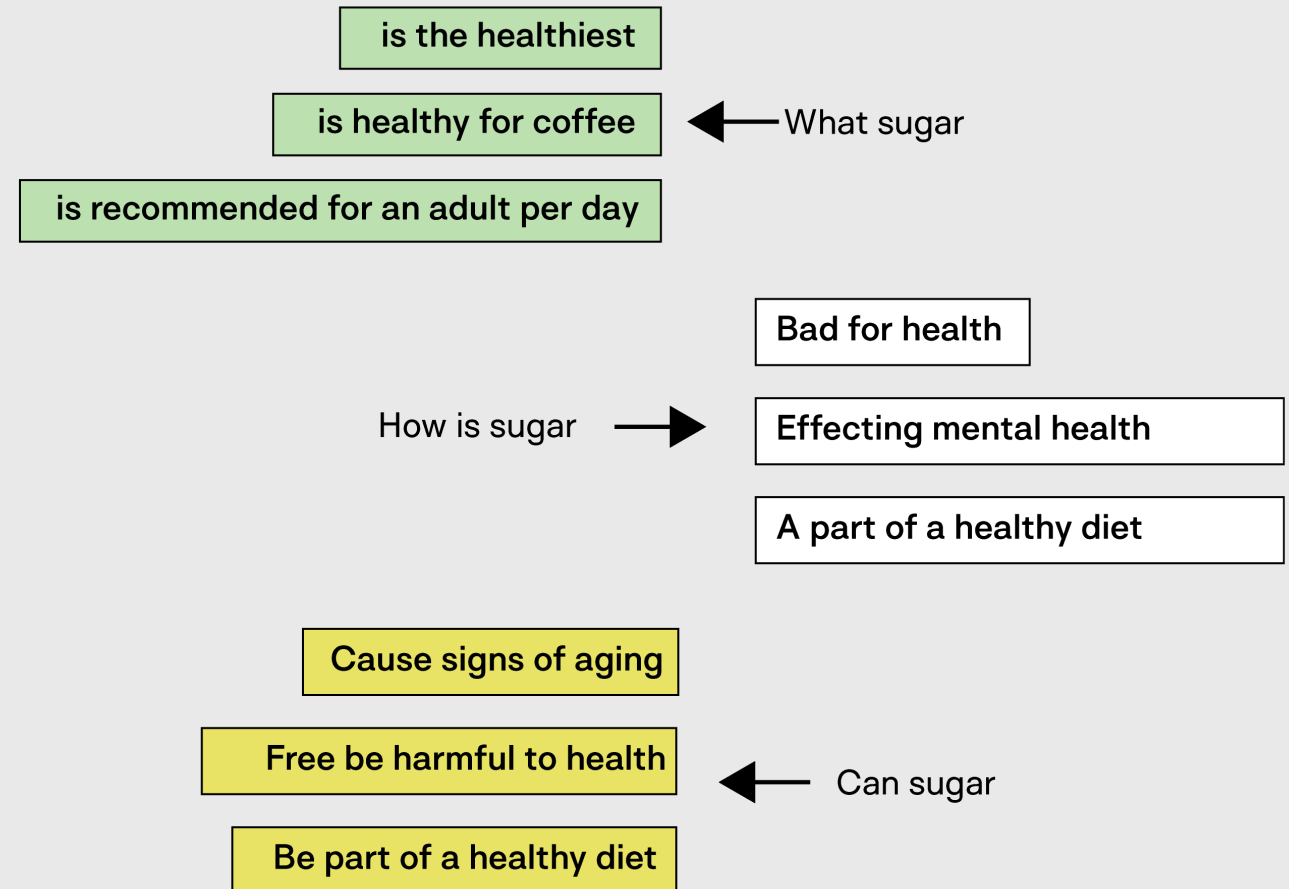 is the healthiest
is healthy for coffee
What sugar
is recommended for an adult per day
Bad for health
How is sugar
Effecting mental health
A part of a healthy diet
Cause signs of aging
Free be harmful to health
Can sugar
Be part of a healthy diet